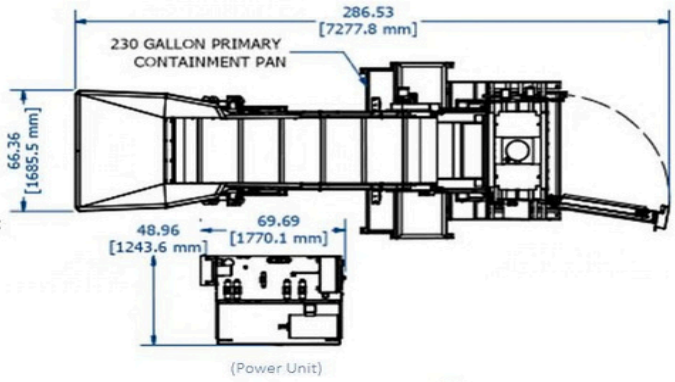 286.53
[7277.8 mm]
230 GALLON PRIMARY
CONTAINMENT PAN
66.36
[1685.5 mm]
48.96
[1243.6 mm]
69.69
[1770.1 mm]
(Power Unit)